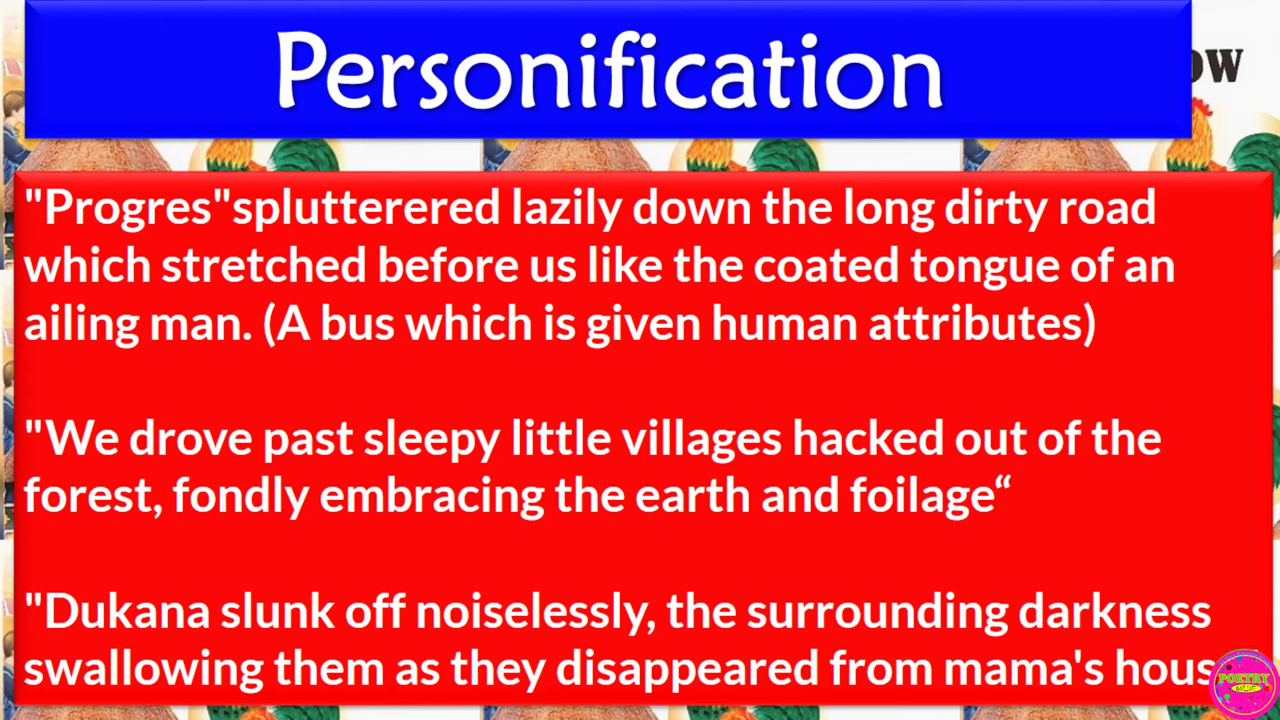 Personification
OW
"Progres"splutterered lazily down the long dirty road
which stretched before us like the coated tongue of an
ailing man. (A bus which is given human attributes)
"We drove past sleepy little villages hacked out of the
forest, fondly embracing the earth and foilage“
"Dukana slunk off noiselessly, the surrounding darkness
swallowing them as they disappeared from mama's hous
POETRY